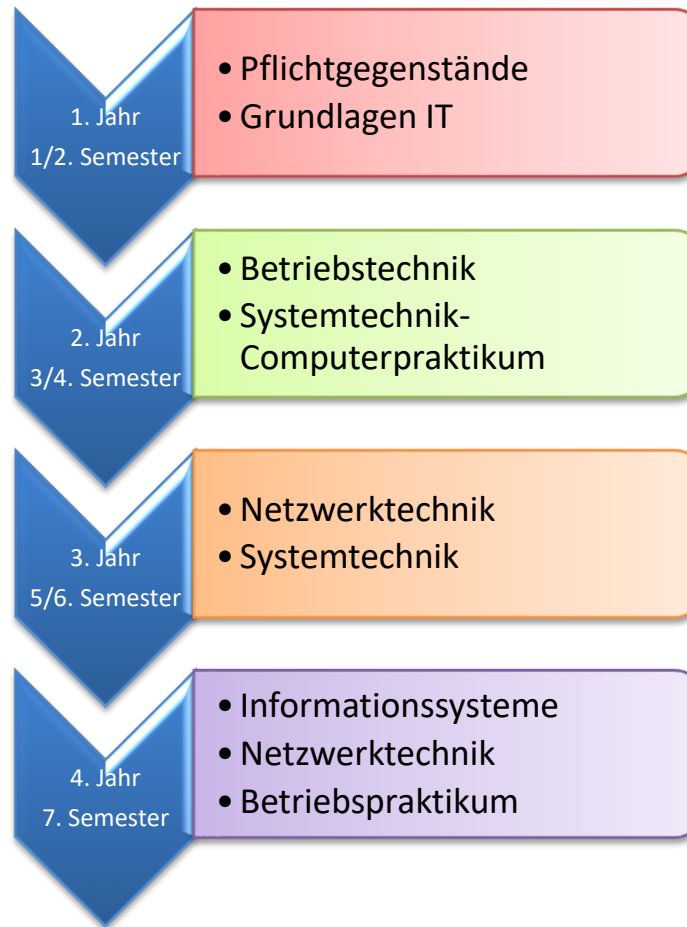 1. Jahr
1/2. Semester
• Pflichtgegenstände
• Grundlagen IT
2. Jahr
3/4. Semester
• Betriebstechnik
• Systemtechnik-
Computerpraktikum
3. Jahr
5/6. Semester
• Netzwerktechnik
• Systemtechnik
4. Jahr
7. Semester
• Informationssysteme
• Netzwerktechnik
• Betriebspraktikum